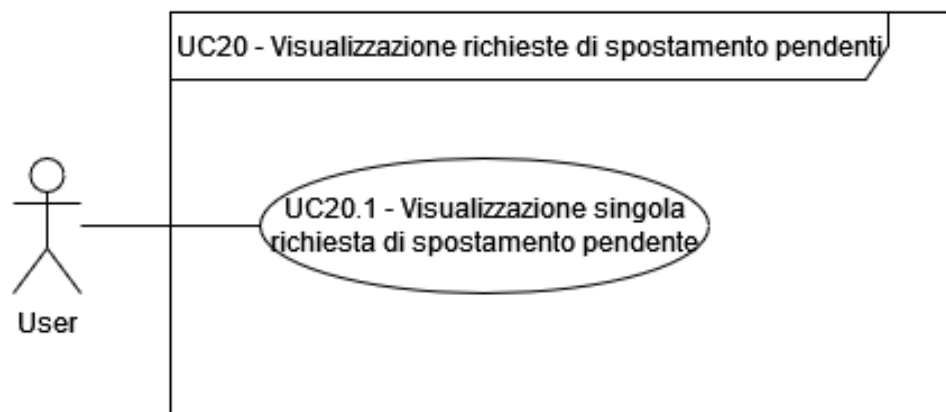 UC20 - Visualizzazione richieste di spostamento pendenti
UC20.1 - Visualizzazione singola
richiesta di spostamento pendente
User